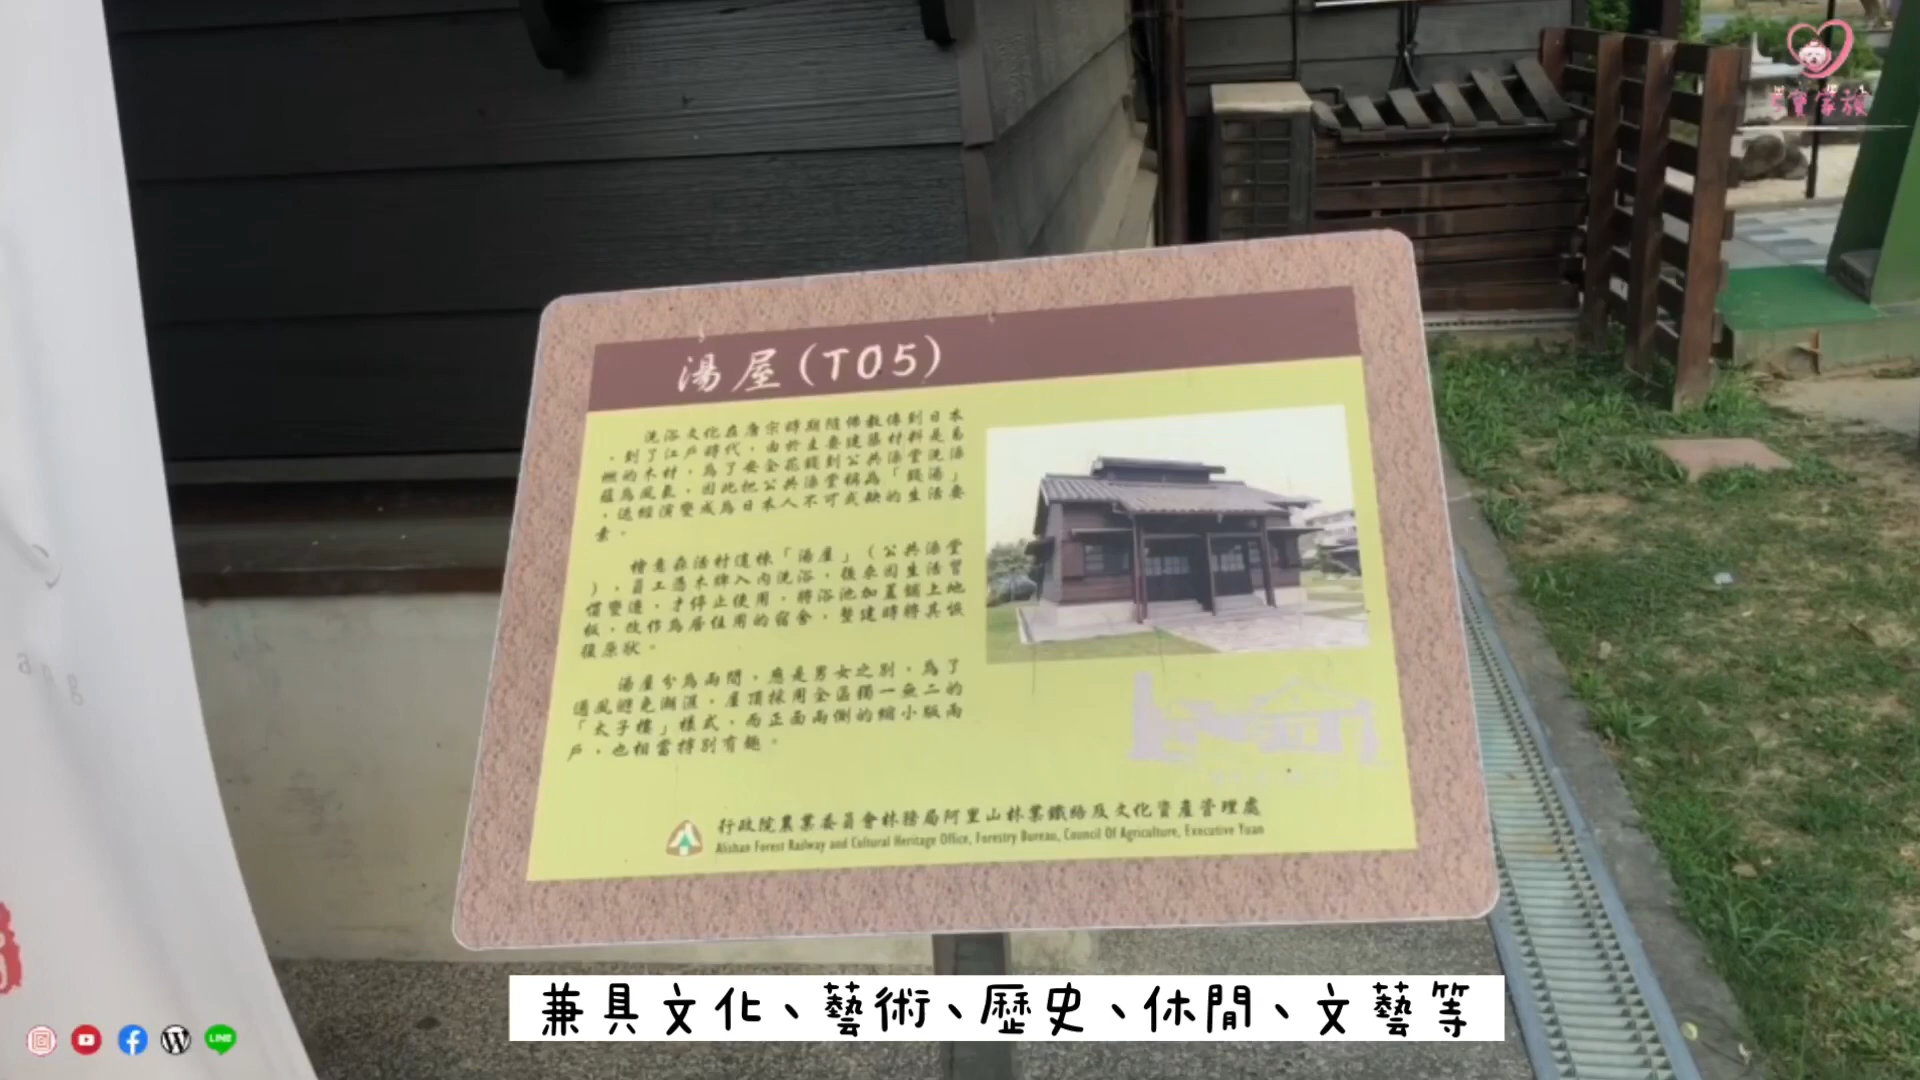 湯屋(T05)
洗浴文化在唐宗時期隨佛教傳到日本
，到了江戶時代，由於主要建築材料是易
燃的木材，為了安全花錢到公共澡堂洗澡
蔚為風氣，因此把公共澡堂稱為「錢湯」
，這種演變成為日本人不可或缺的生活要
素。
檜意森活村這棟「湯屋」（公共澡堂
），員工憑木牌入內洗浴，後來因生活習
慣變遷，才停止使用，將浴池加蓋鋪上地
板，改作為居住用的宿舍，整建時將其恢
復原狀。
湯屋分為兩間，應是男女之別，為了
通風避免潮濕，屋頂採用全區獨一無二的
「太子樓」樣式，而正面兩側的縮小版雨
戶，也相當特別有趣。
行政院農業委員會林務局阿里山林業鐵路及文化資產管理處
Alishan Forest Railway and Cultural Heritage Office, Forestry Bureau, Council Of Agriculture, Executive Yuan
兼具文化、藝術、歷史、休閒、文藝等
ang
寶家族
LINE